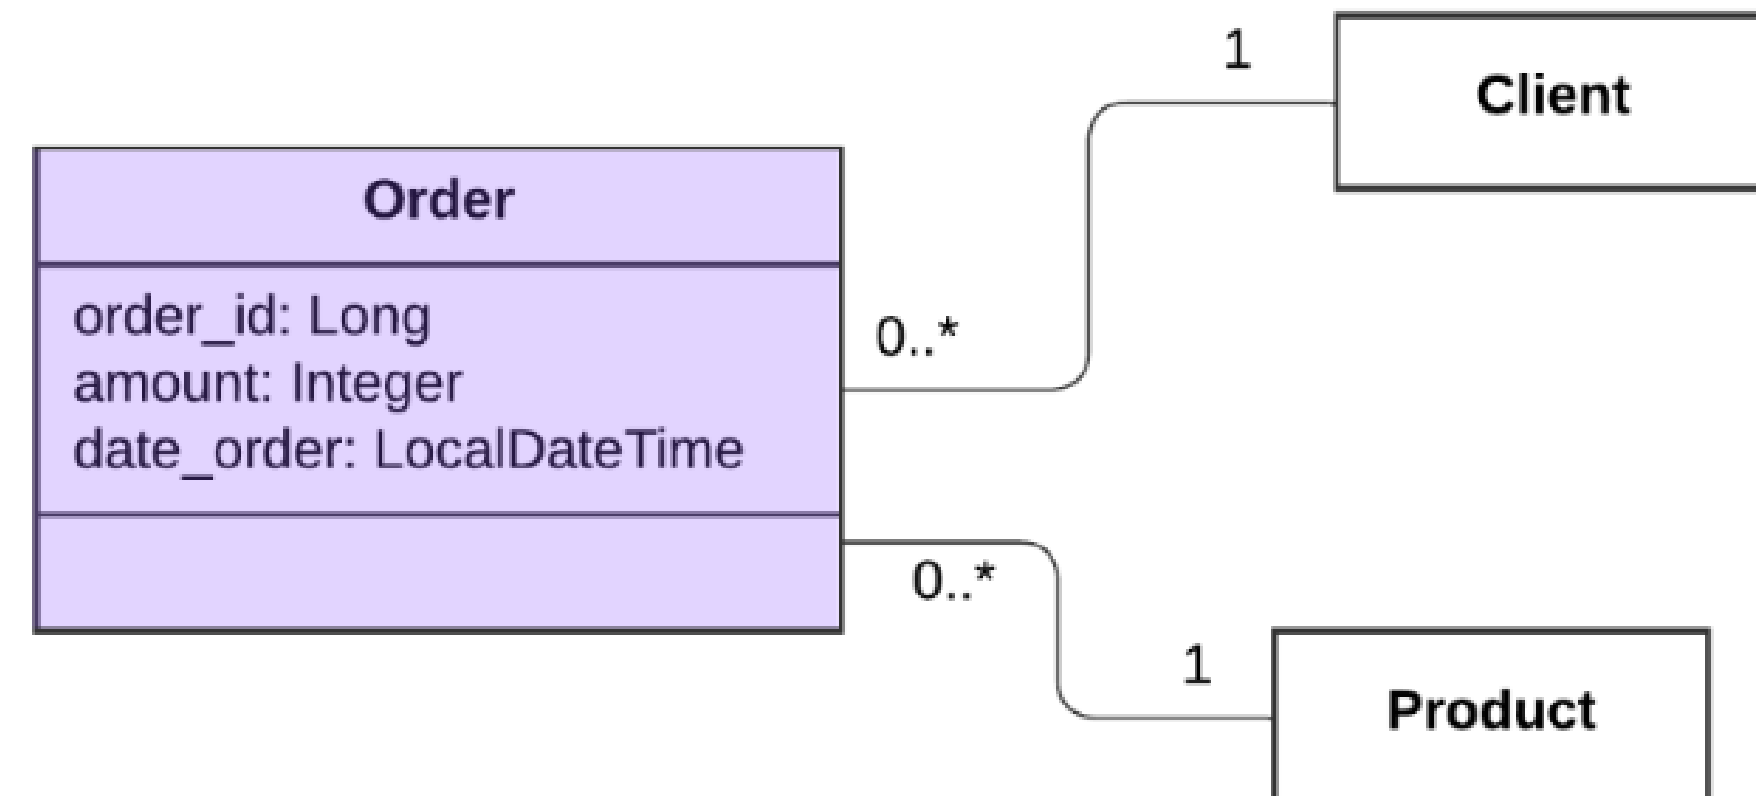 1
Client
Order
order_id: Long
amount: Integer
date_order: LocalDateTime
0..*
0..*
1
Product